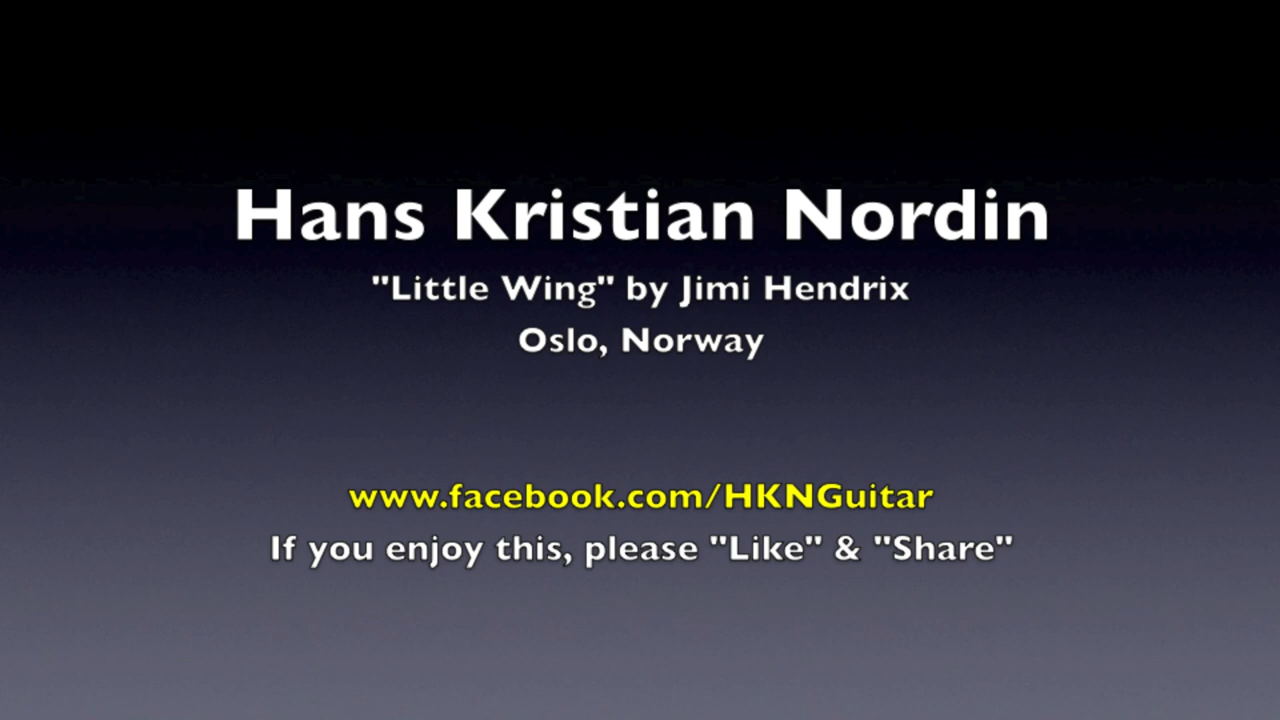 Hans Kristian Nordin
"Little Wing" by Jimi Hendrix
Oslo, Norway
www.facebook.com/HKNGuitar
If you enjoy this, please "Like" & "Share"